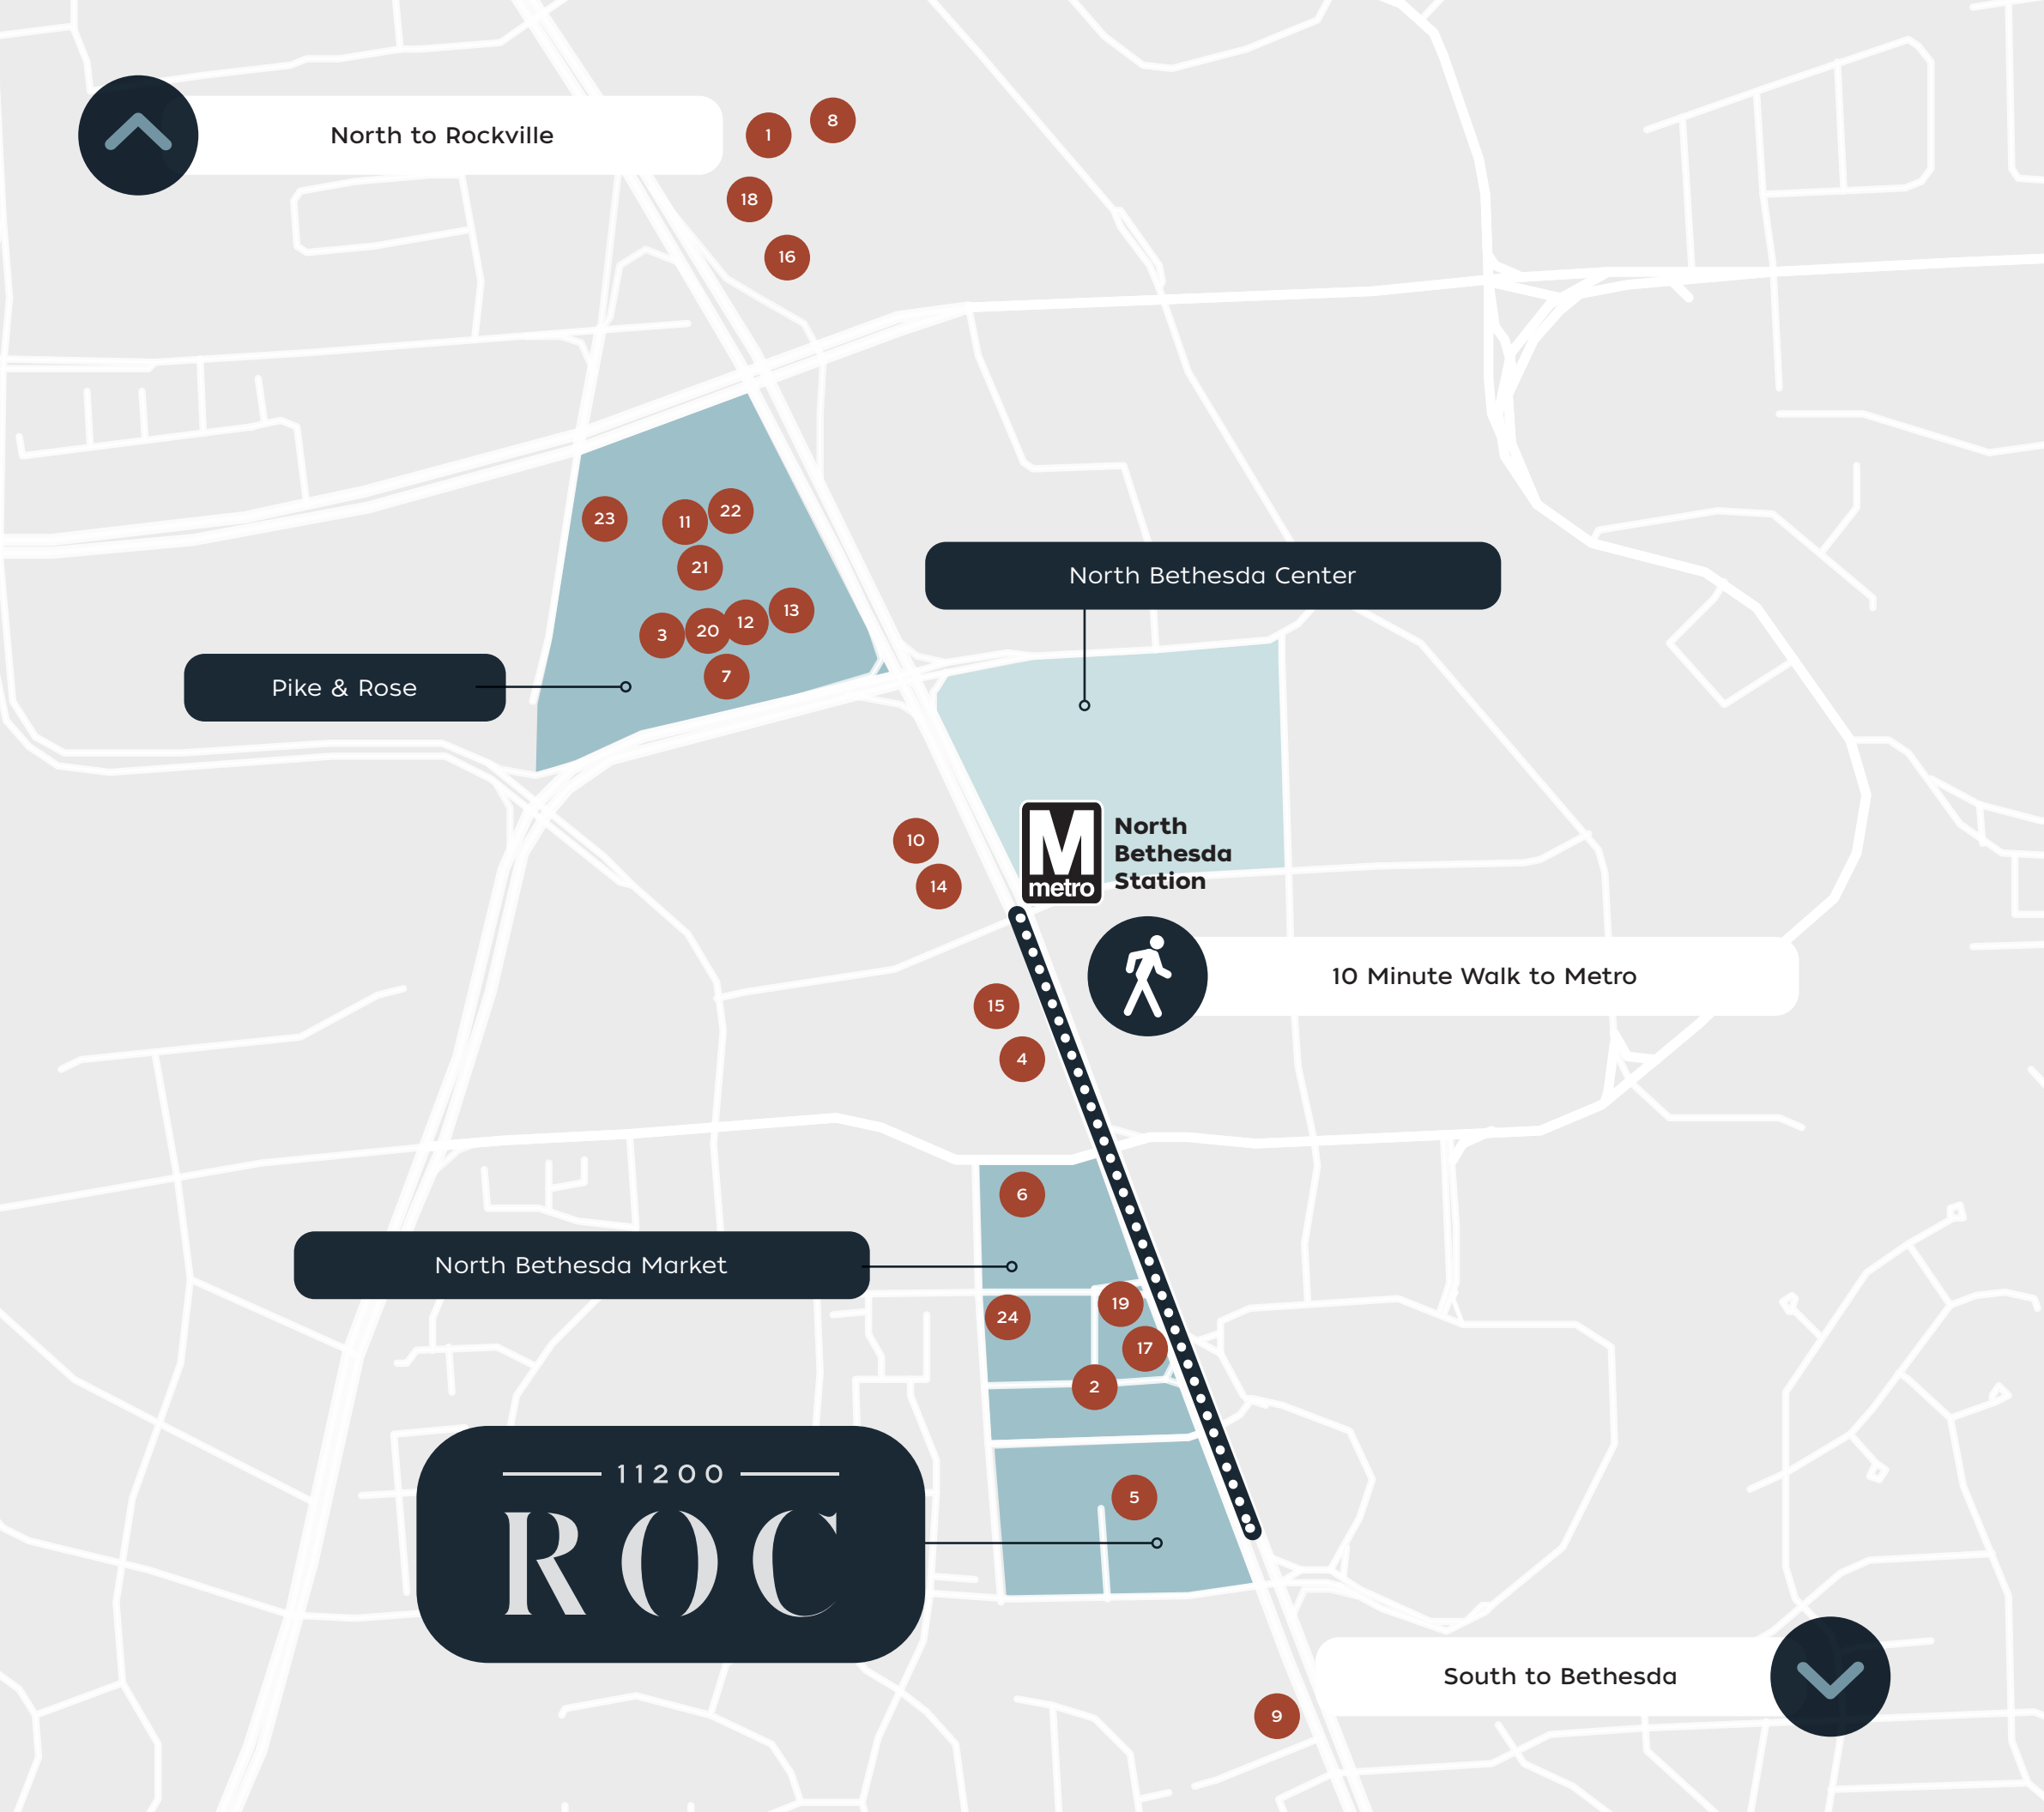 8
1
North to Rockville
18
16
22
23
11
21
North Bethesda Center
13
12
20
3
7
Pike & Rose
M
metro
North
Bethesda
Station
10
14
10 Minute Walk to Metro
15
4
6
North Bethesda Market
19
24
17
2
11200
ROC
5
South to Bethesda
9